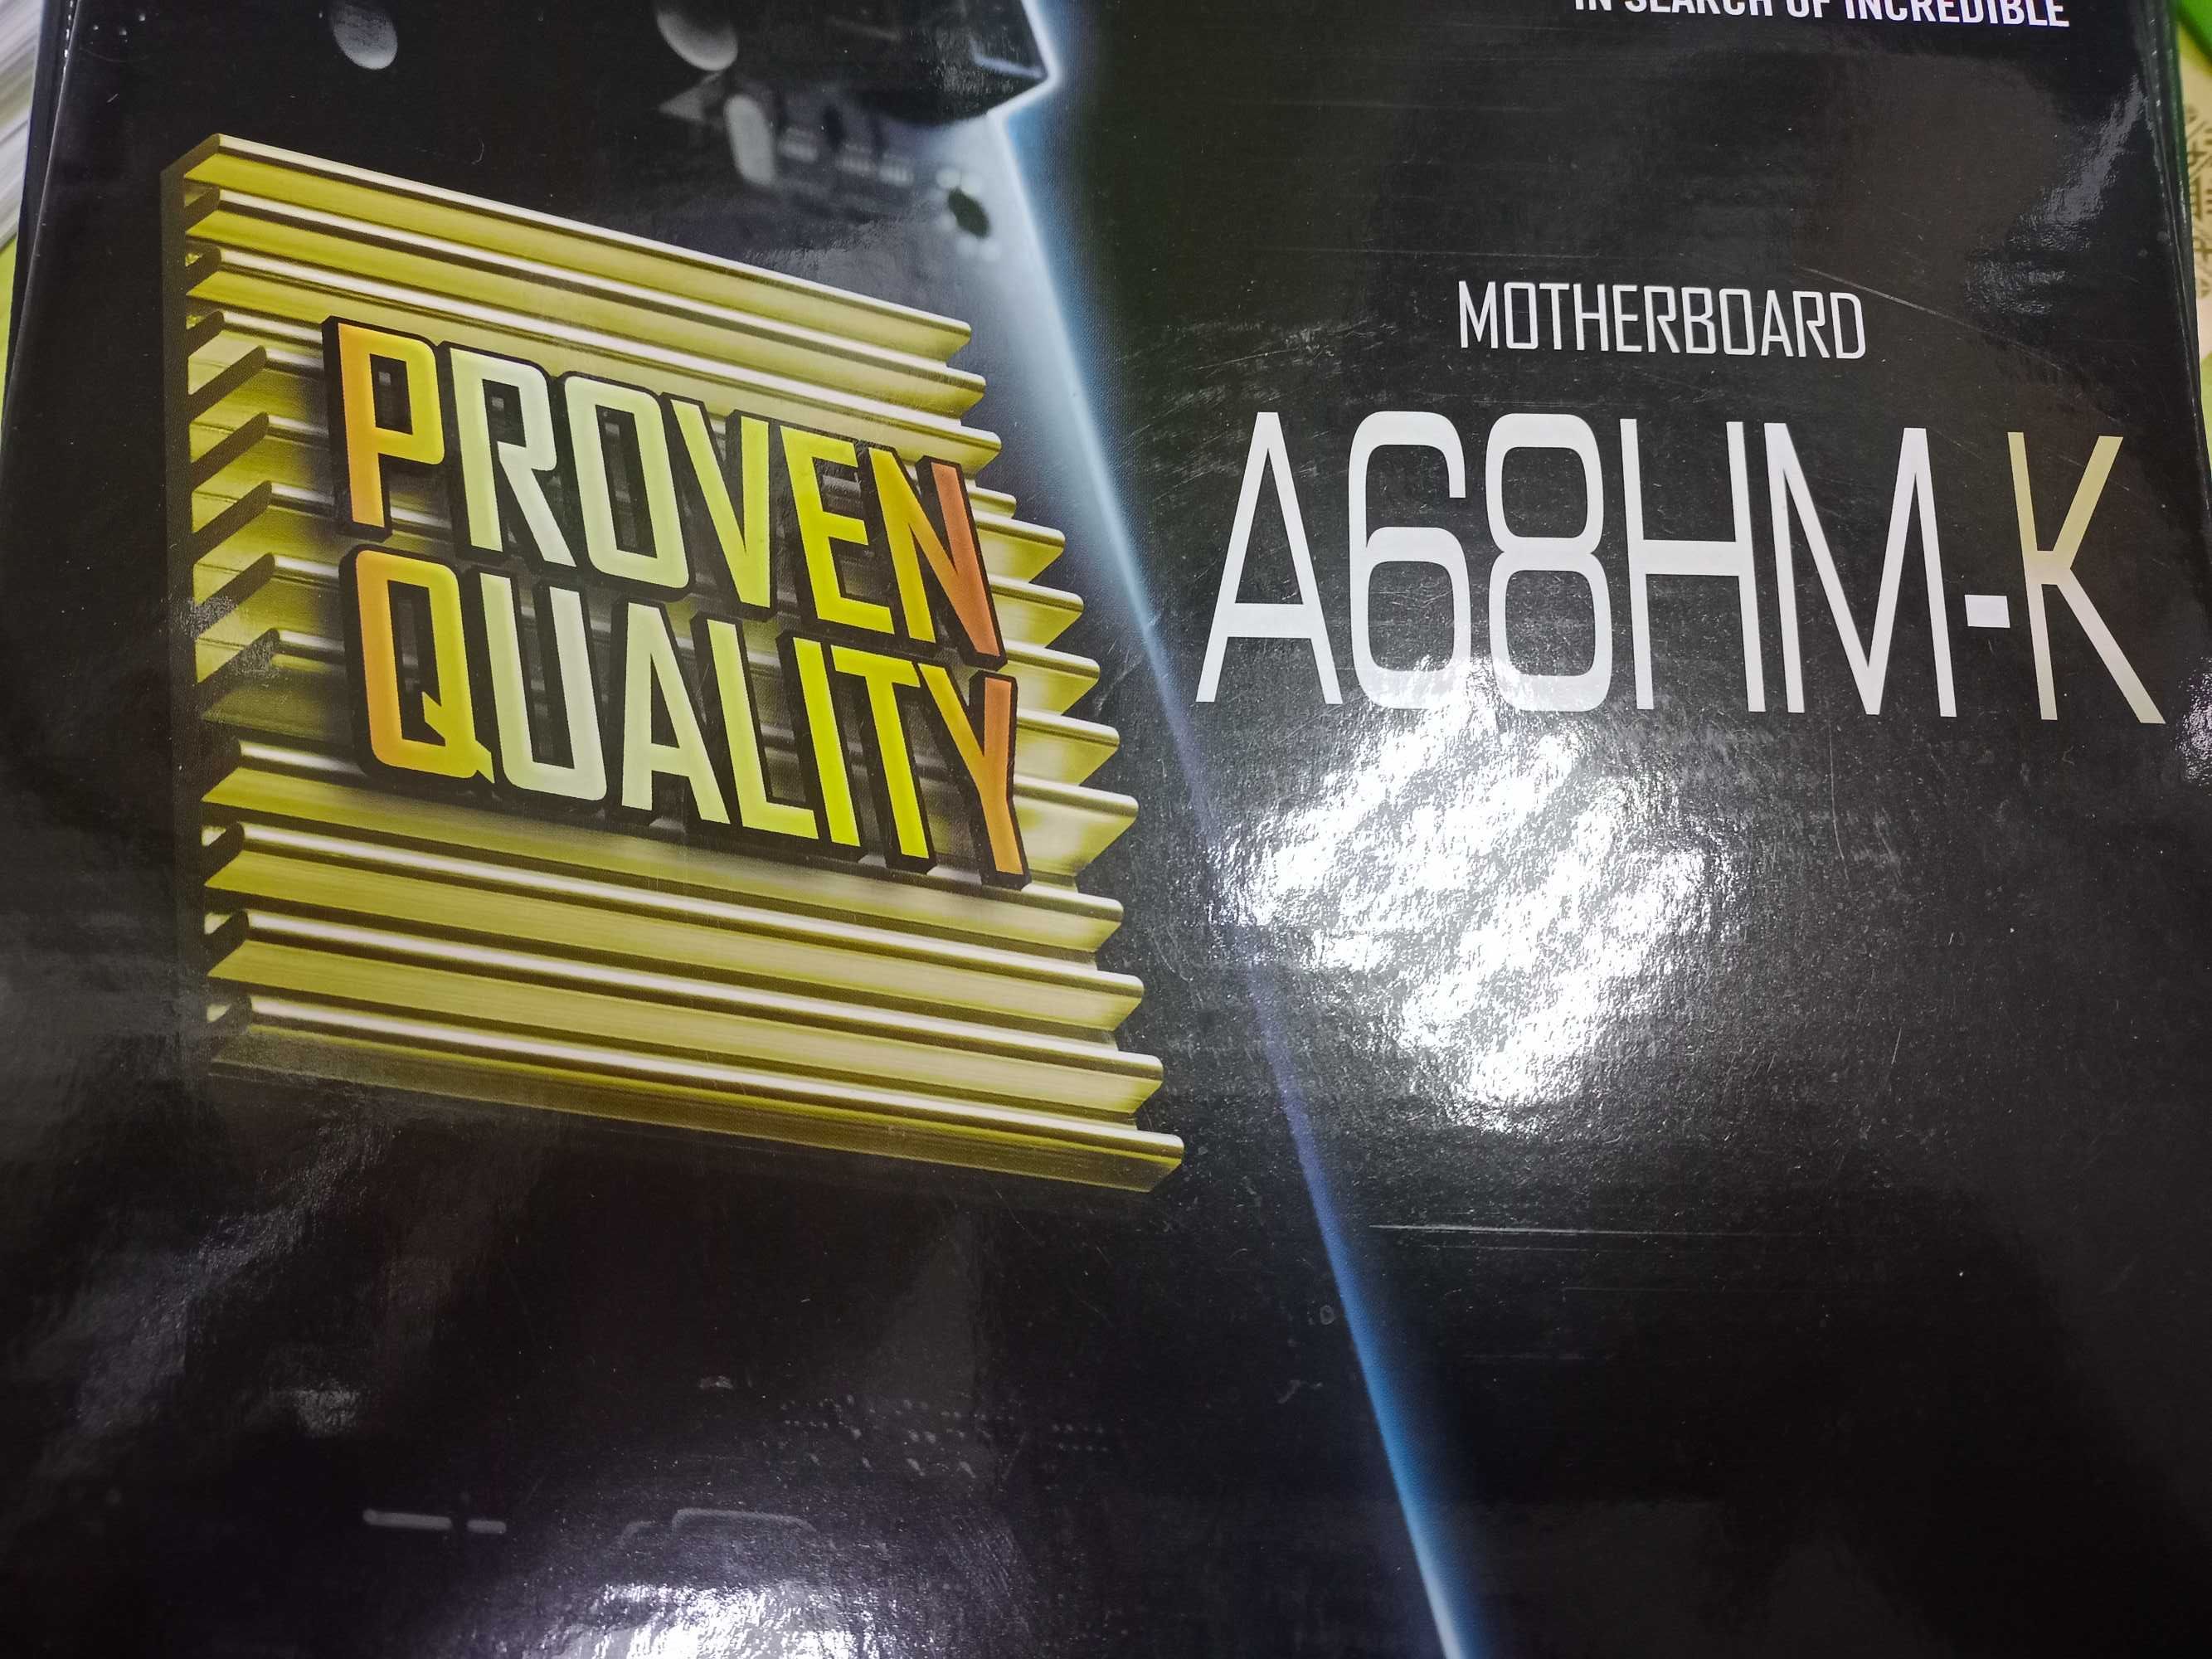 IN SEARCH OF INCREDIBLE
MOTHERBOARD
A68HM-K
PROVEN
QUALITY